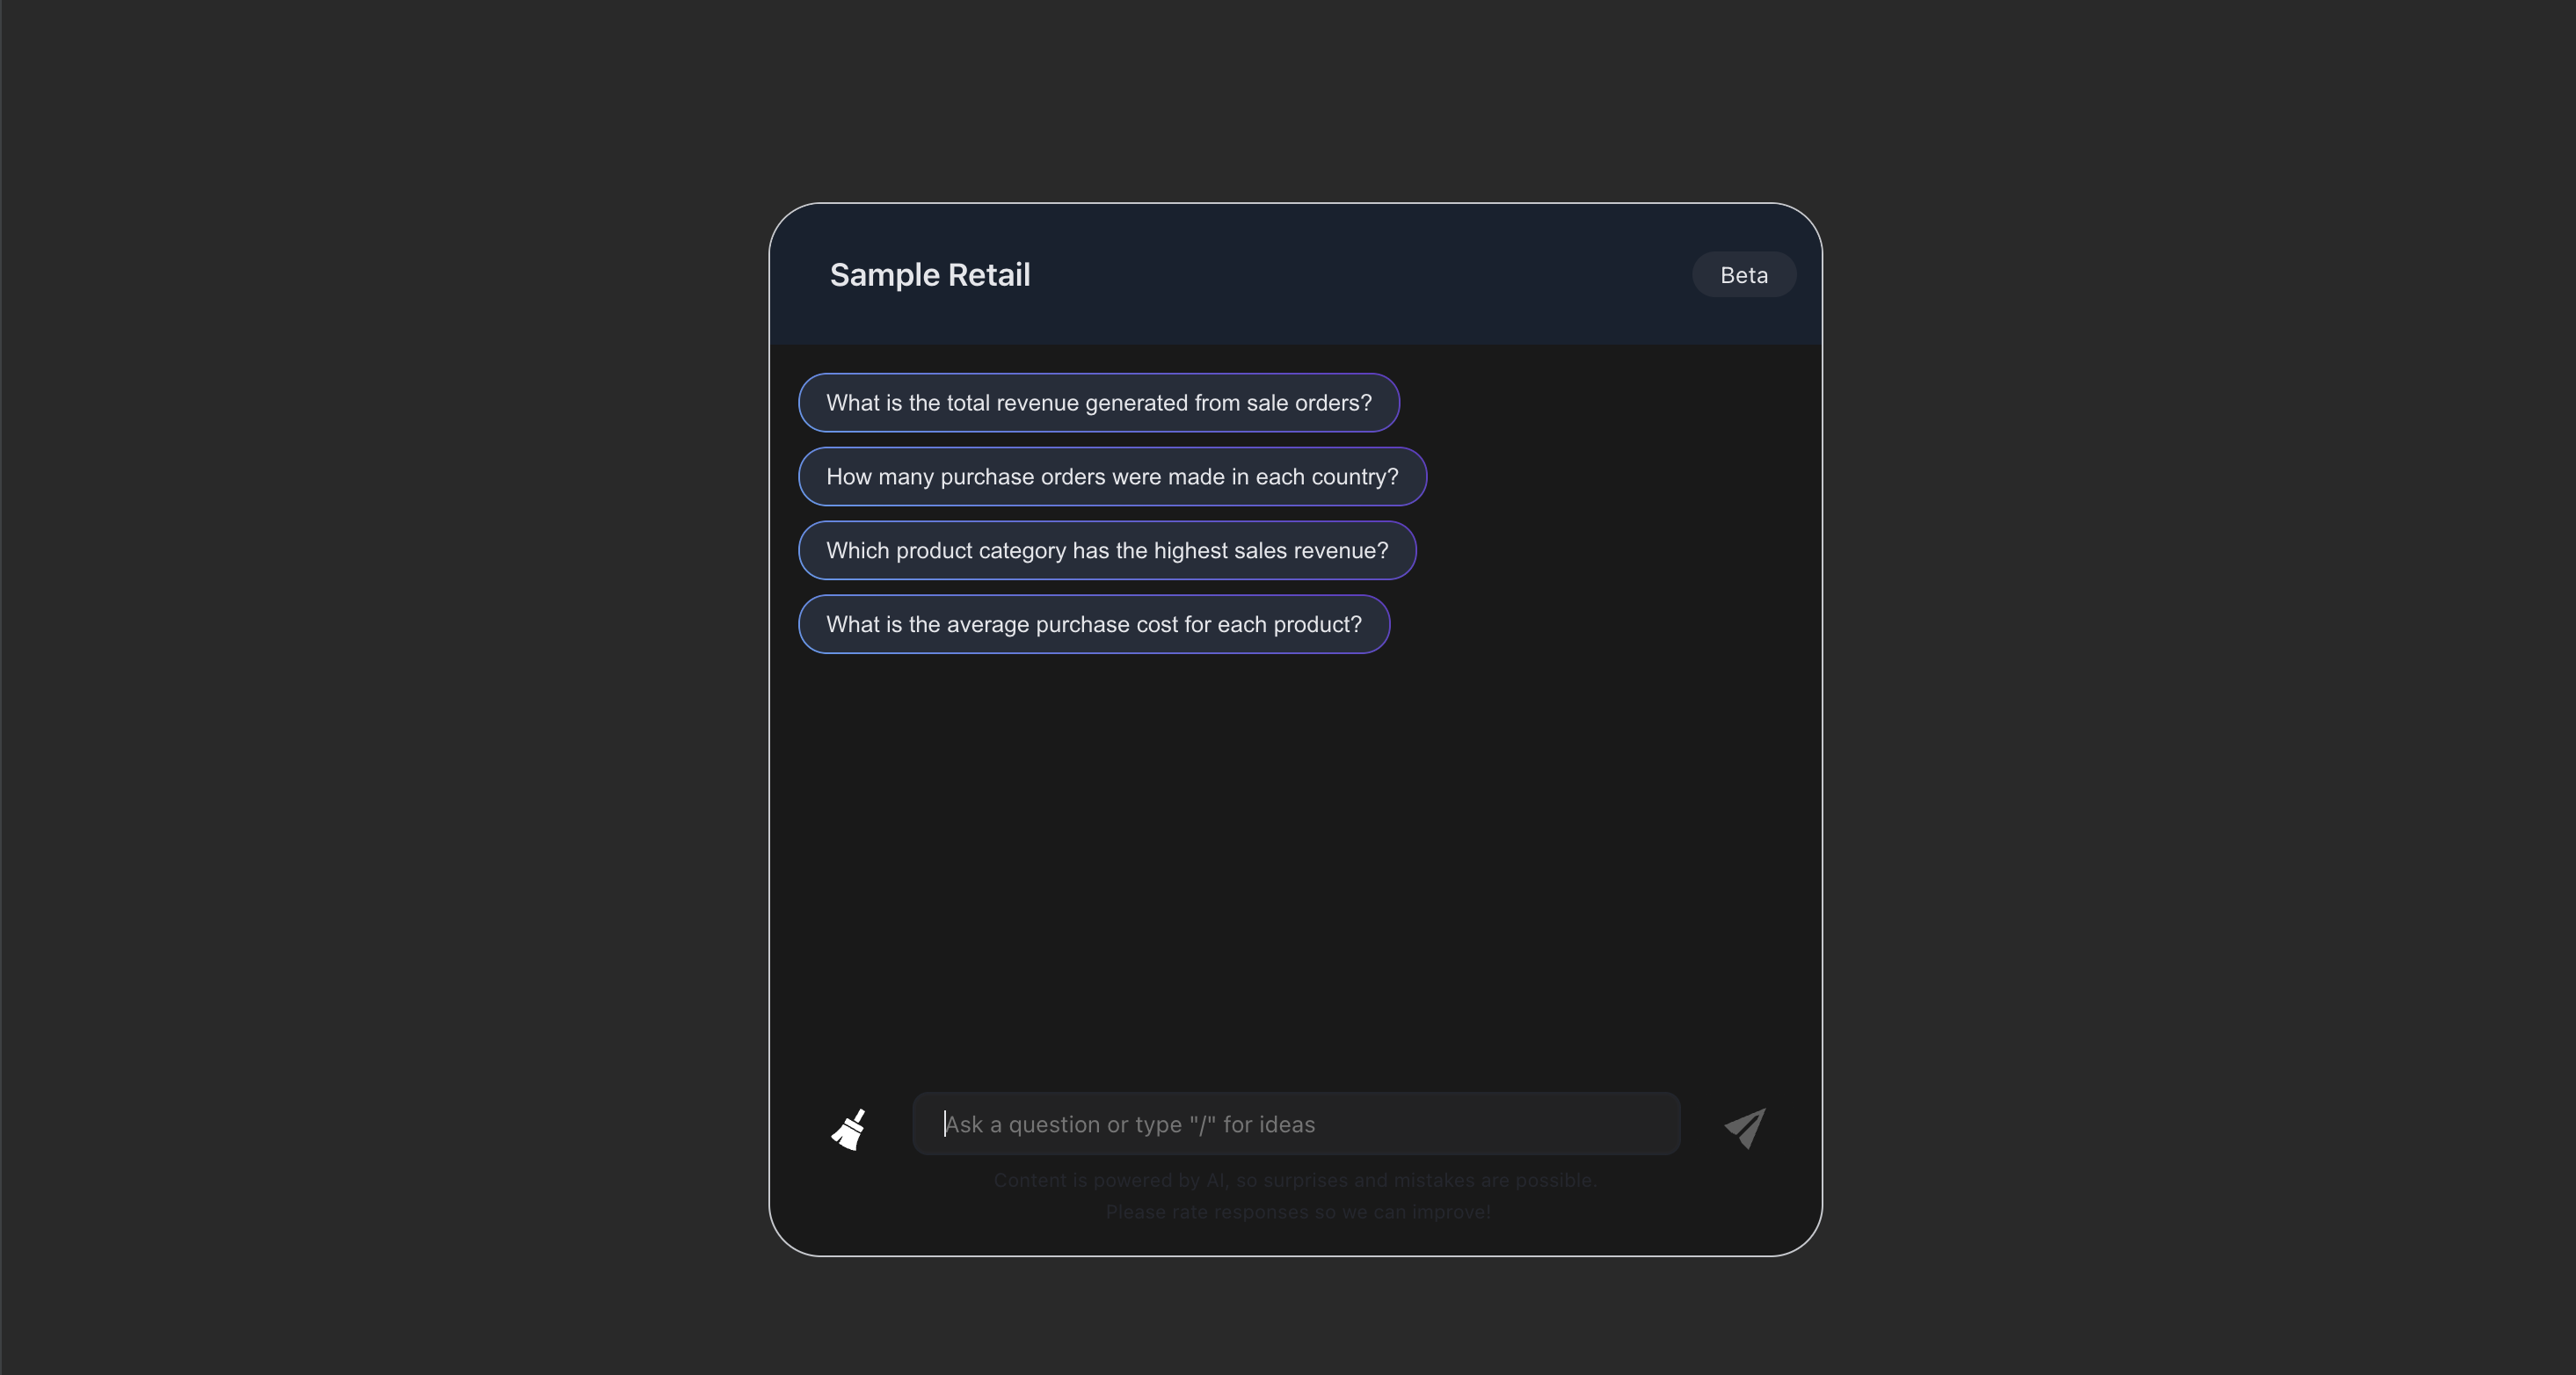 Sample Retail
Beta
What is the total revenue generated from sale orders?
How many purchase orders were made in each country?
Which product category has the highest sales revenue?
What is the average purchase cost for each product?
Ask a question or type "/" for ideas
Content is powered by AI, so surprises and mistakes are possible.
Please rate responses so we can improve!